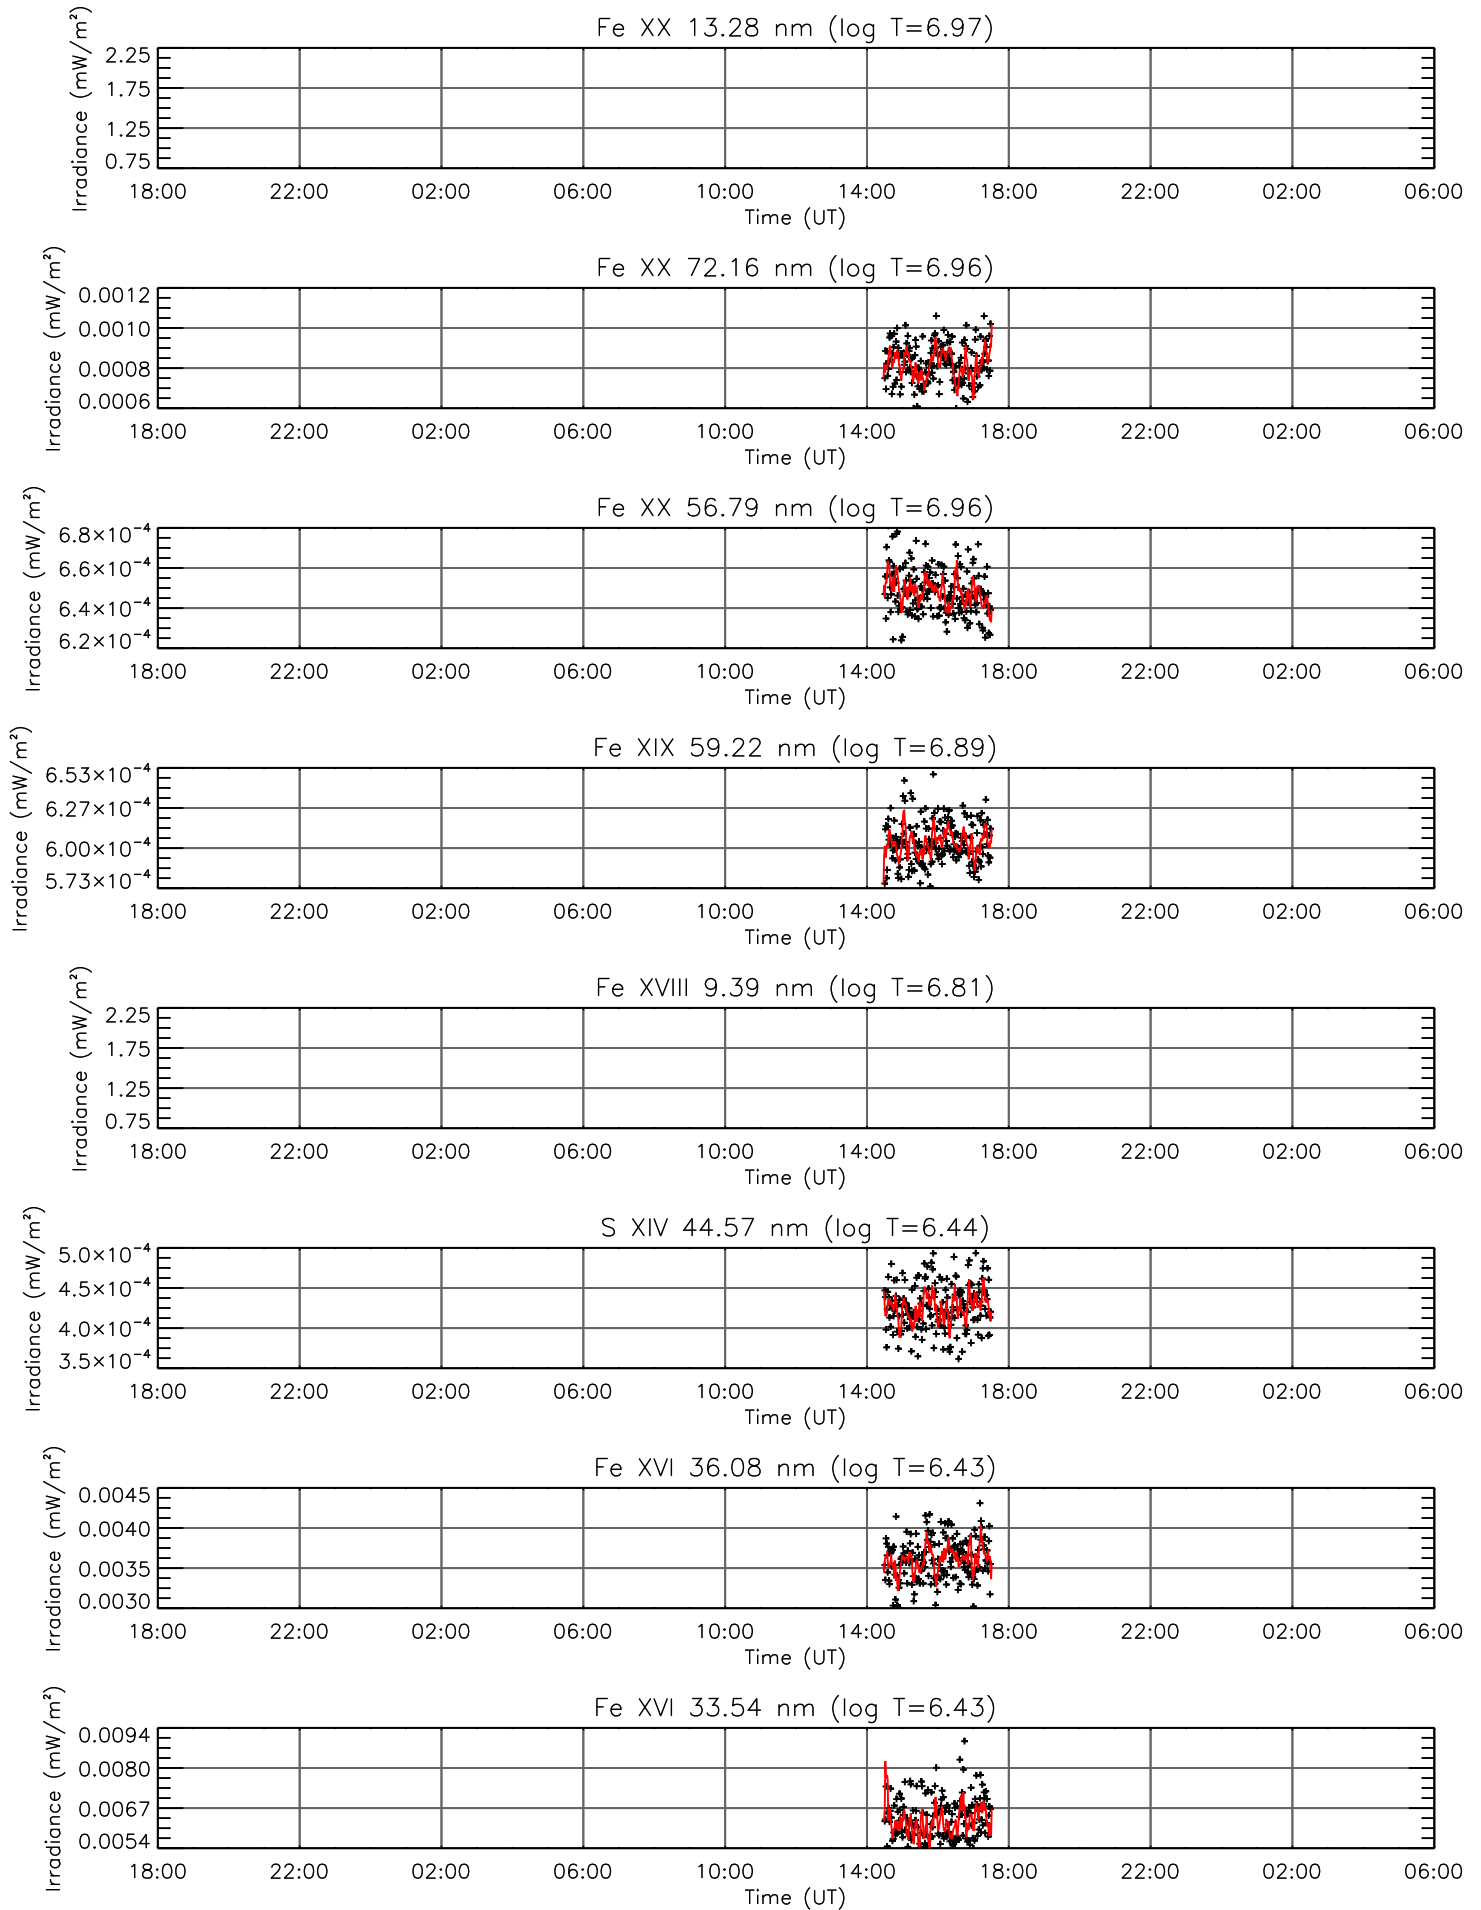 Fe XX 13.28 nm (log T=6.97)
Irradiance (mW/m²)
2.25
1.75
1.25
0.75
18:00 22:00 02:00 06:00 10:00 14:00 18:00 22:00 02:00 06:00
Time (UT)
Fe XX 72.16 nm (log T=6.96)
Irradiance (mW/m²)
0.0012
0.0010
0.0008
0.0006
18:00 22:00 02:00 06:00 10:00 14:00 18:00 22:00 02:00 06:00
Time (UT)
Fe XX 56.79 nm (log T=6.96)
Irradiance (mW/m²)
6.8×10⁻⁴
6.6×10⁻⁴
6.4×10⁻⁴
6.2×10⁻⁴
18:00 22:00 02:00 06:00 10:00 14:00 18:00 22:00 02:00 06:00
Time (UT)
Fe XIX 59.22 nm (log T=6.89)
Irradiance (mW/m²)
6.53×10⁻⁴
6.27×10⁻⁴
6.00×10⁻⁴
5.73×10⁻⁴
18:00 22:00 02:00 06:00 10:00 14:00 18:00 22:00 02:00 06:00
Time (UT)
Fe XVIII 9.39 nm (log T=6.81)
Irradiance (mW/m²)
2.25
1.75
1.25
0.75
18:00 22:00 02:00 06:00 10:00 14:00 18:00 22:00 02:00 06:00
Time (UT)
S XIV 44.57 nm (log T=6.44)
Irradiance (mW/m²)
5.0×10⁻⁴
4.5×10⁻⁴
4.0×10⁻⁴
3.5×10⁻⁴
18:00 22:00 02:00 06:00 10:00 14:00 18:00 22:00 02:00 06:00
Time (UT)
Fe XVI 36.08 nm (log T=6.43)
Irradiance (mW/m²)
0.0045
0.0040
0.0035
0.0030
18:00 22:00 02:00 06:00 10:00 14:00 18:00 22:00 02:00 06:00
Time (UT)
Fe XVI 33.54 nm (log T=6.43)
Irradiance (mW/m²)
0.0094
0.0080
0.0067
0.0054
18:00 22:00 02:00 06:00 10:00 14:00 18:00 22:00 02:00 06:00
Time (UT)